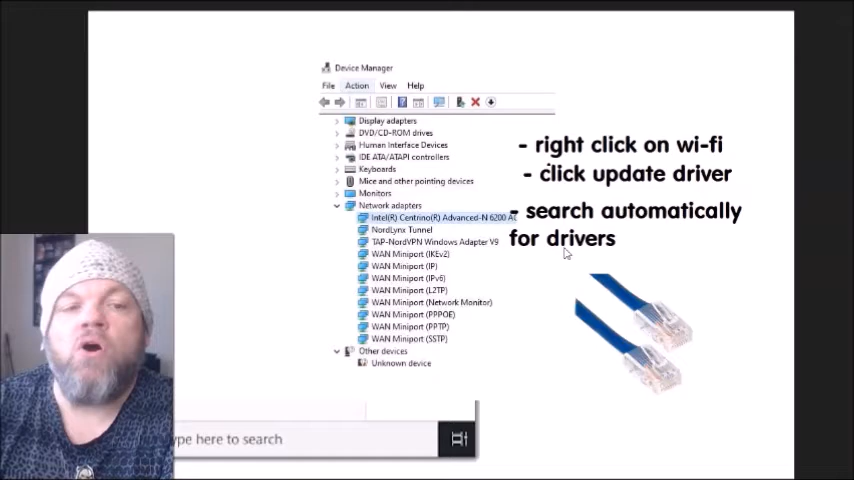 Device Manager
File Action View Help
Display adapters
DVD/CD-ROM drives
Human Interface Devices
IDE ATA/ATAPI controllers
Keyboards
Mice and other pointing devices
Monitors
Network adapters
Intel(R) Centrino(R) Advanced-N 6200 A
NordLynx Tunnel
TAP-NordVPN Windows Adapter V9
WAN Miniport (IKEv2)
WAN Miniport (IP)
WAN Miniport (IPv6)
WAN Miniport (L2TP)
WAN Miniport (Network Monitor)
WAN Miniport (PPPOE)
WAN Miniport (PPTP)
WAN Miniport (SSTP)
Other devices
Unknown device
- right click on wi-fi
- click update driver
- search automatically
for drivers
ype here to search